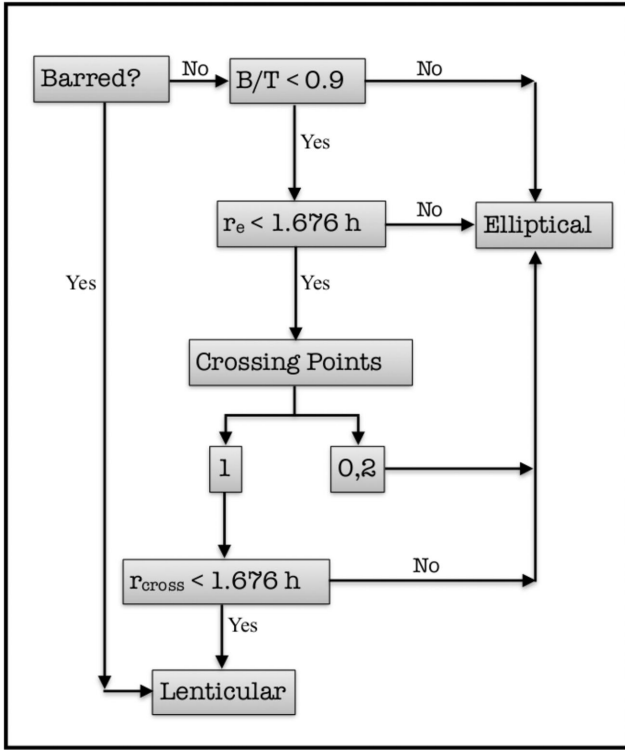 Barred?
No
B/T < 0.9
No
Yes
rₑ < 1.676 h
No
Elliptical
Yes
Yes
Crossing Points
1
0,2
r_cross < 1.676 h
No
Yes
Lenticular